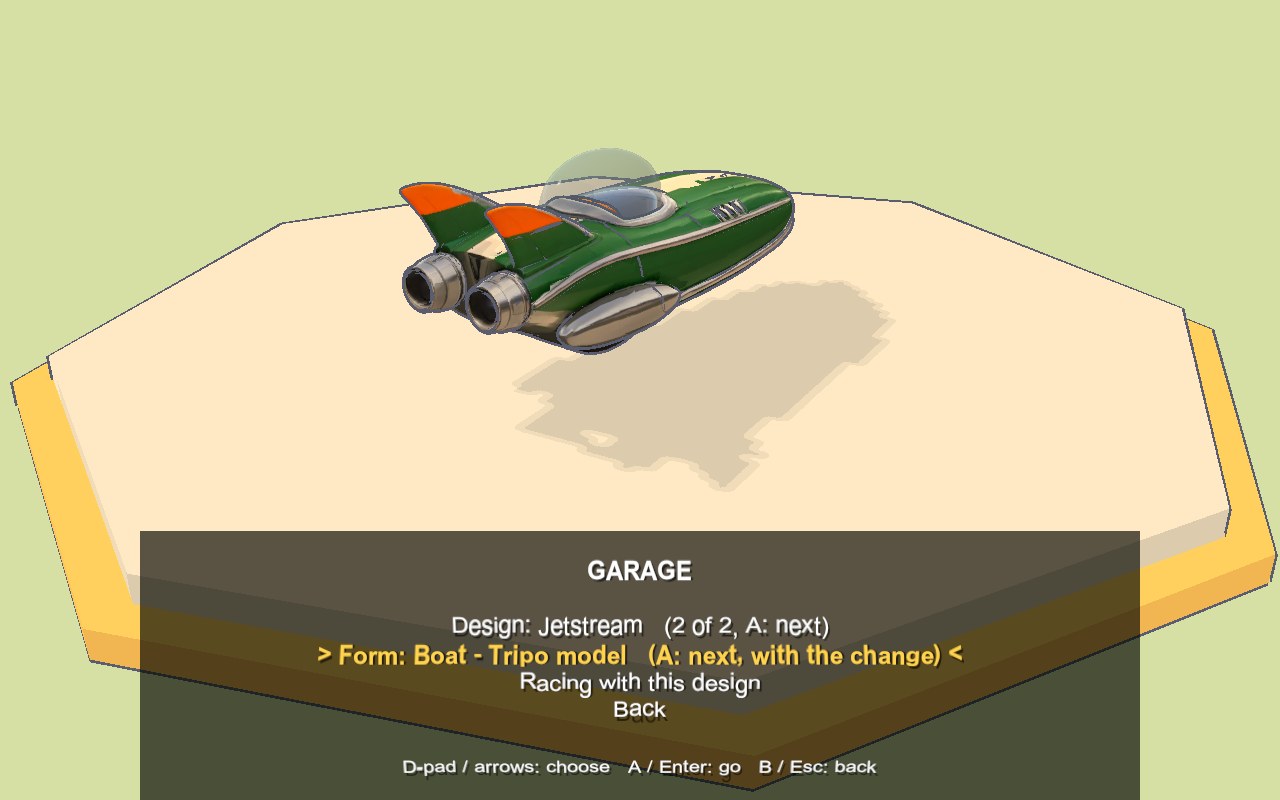 GARAGE
Design: Jetstream (2 of 2, A: next)
> Form: Boat - Tripo model (A: next, with the change) <
Racing with this design
Back
D-pad / arrows: choose A / Enter: go B / Esc: back